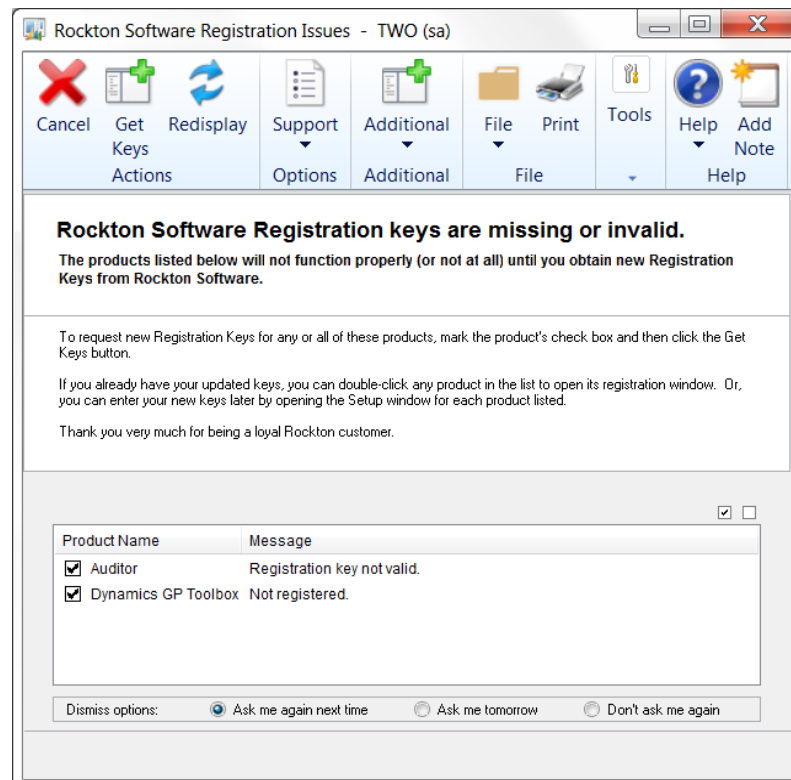 Rockton Software Registration Issues - TWO (sa)
Cancel Get Keys Redisplay Support Additional File Print Tools Help Add Note
Actions Options Additional File Help
Rockton Software Registration keys are missing or invalid.
The products listed below will not function properly (or not at all) until you obtain new Registration
Keys from Rockton Software.
To request new Registration Keys for any or all of these products, mark the product's check box and then click the Get
Keys button.
If you already have your updated keys, you can double-click any product in the list to open its registration window. Or,
you can enter your new keys later by opening the Setup window for each product listed.
Thank you very much for being a loyal Rockton customer.
Product Name Message
Auditor Registration key not valid.
Dynamics GP Toolbox Not registered.
Dismiss options: Ask me again next time Ask me tomorrow Don't ask me again